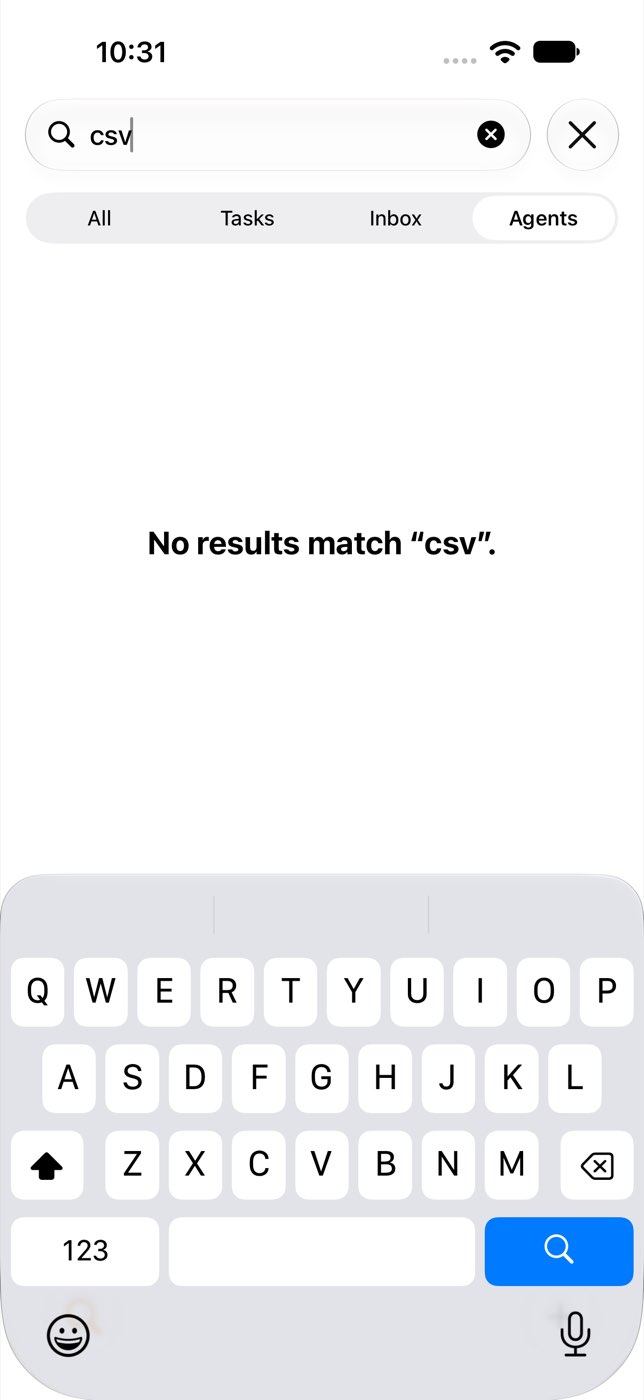 10:31
csv
All
Tasks
Inbox
Agents
No results match “csv”.
Q W E R T Y U I O P
A S D F G H J K L
Z X C V B N M
123